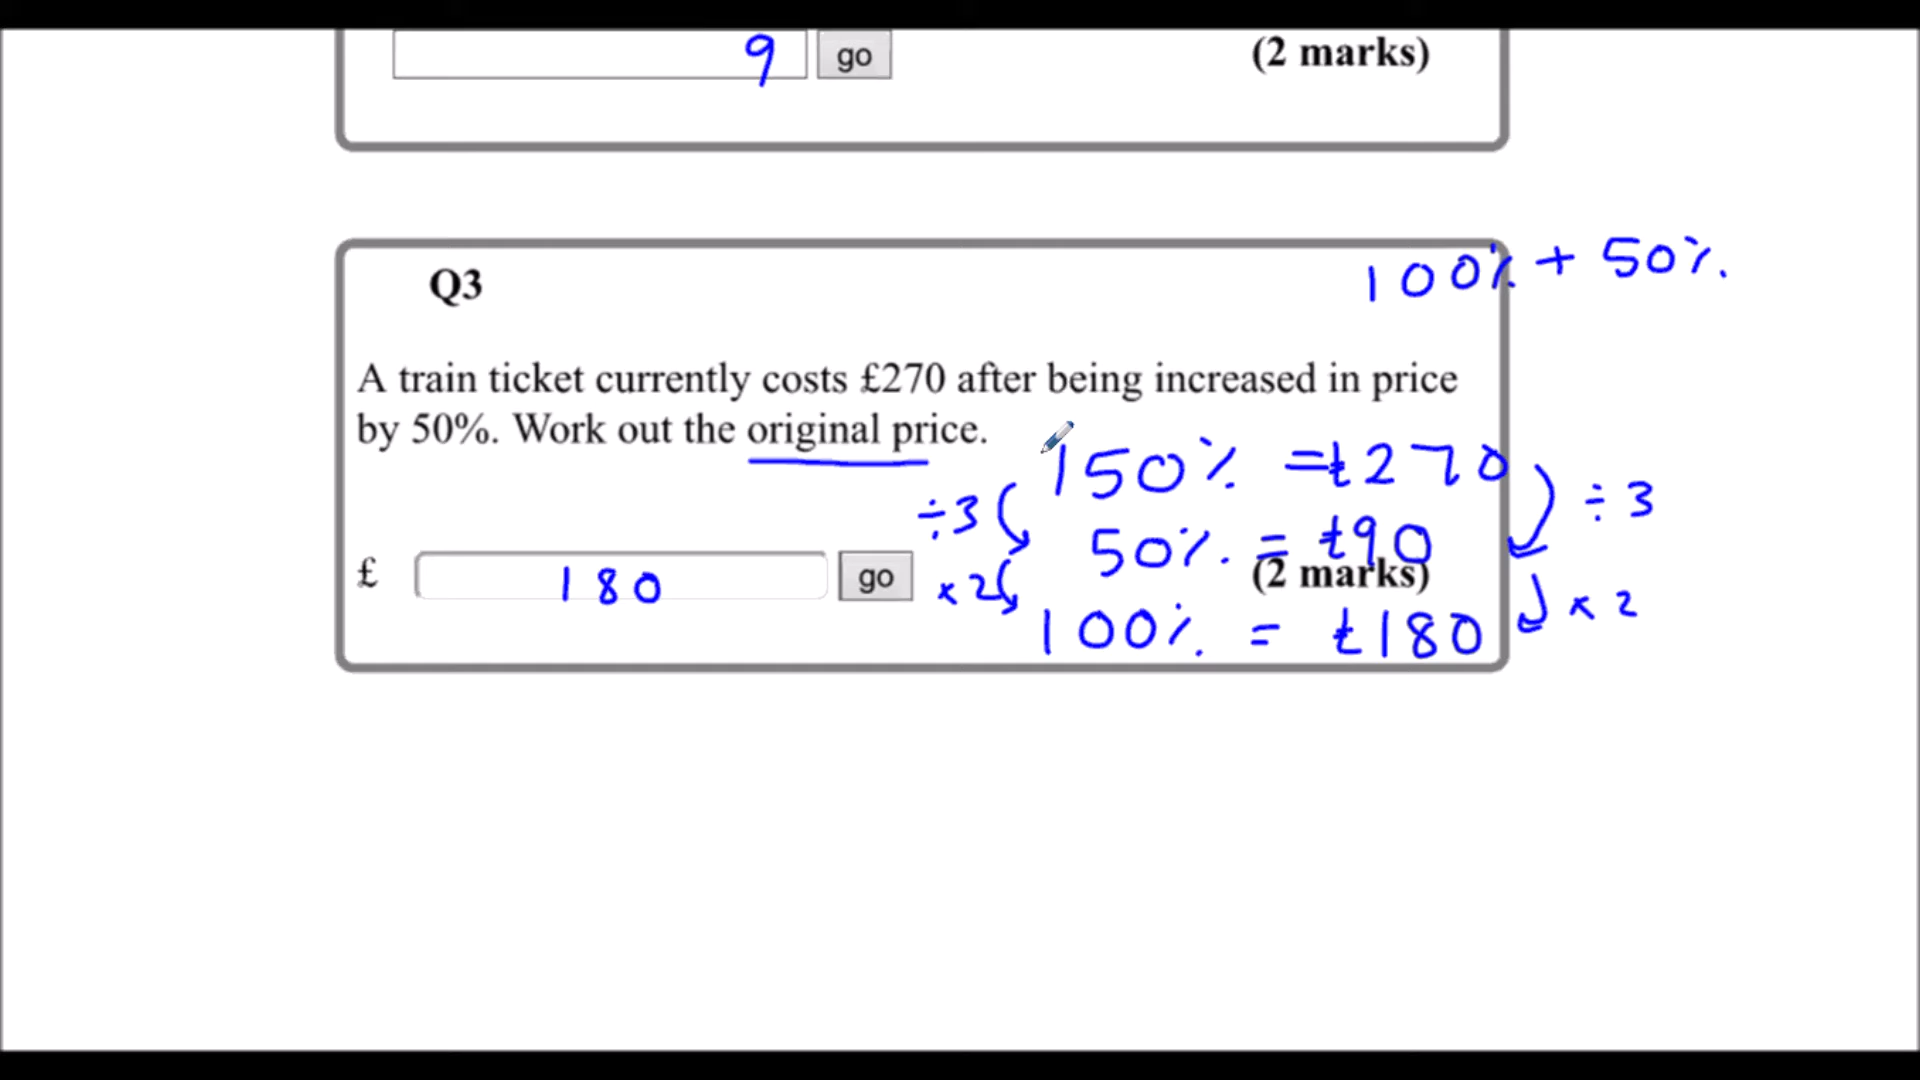 9 go (2 marks)
Q3
100% + 50%
A train ticket currently costs £270 after being increased in price
by 50%. Work out the original price.
150% = £270
÷3 ÷3
50% = £90
£ 180 go (2 marks)
×2 ×2
100% = £180